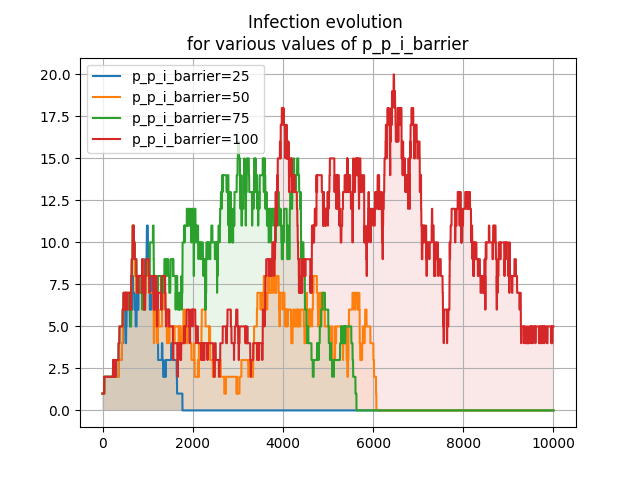 Infection evolution
for various values of p_p_i_barrier
p_p_i_barrier=25
p_p_i_barrier=50
p_p_i_barrier=75
p_p_i_barrier=100
20.0
17.5
15.0
12.5
10.0
7.5
5.0
2.5
0.0
0 2000 4000 6000 8000 10000